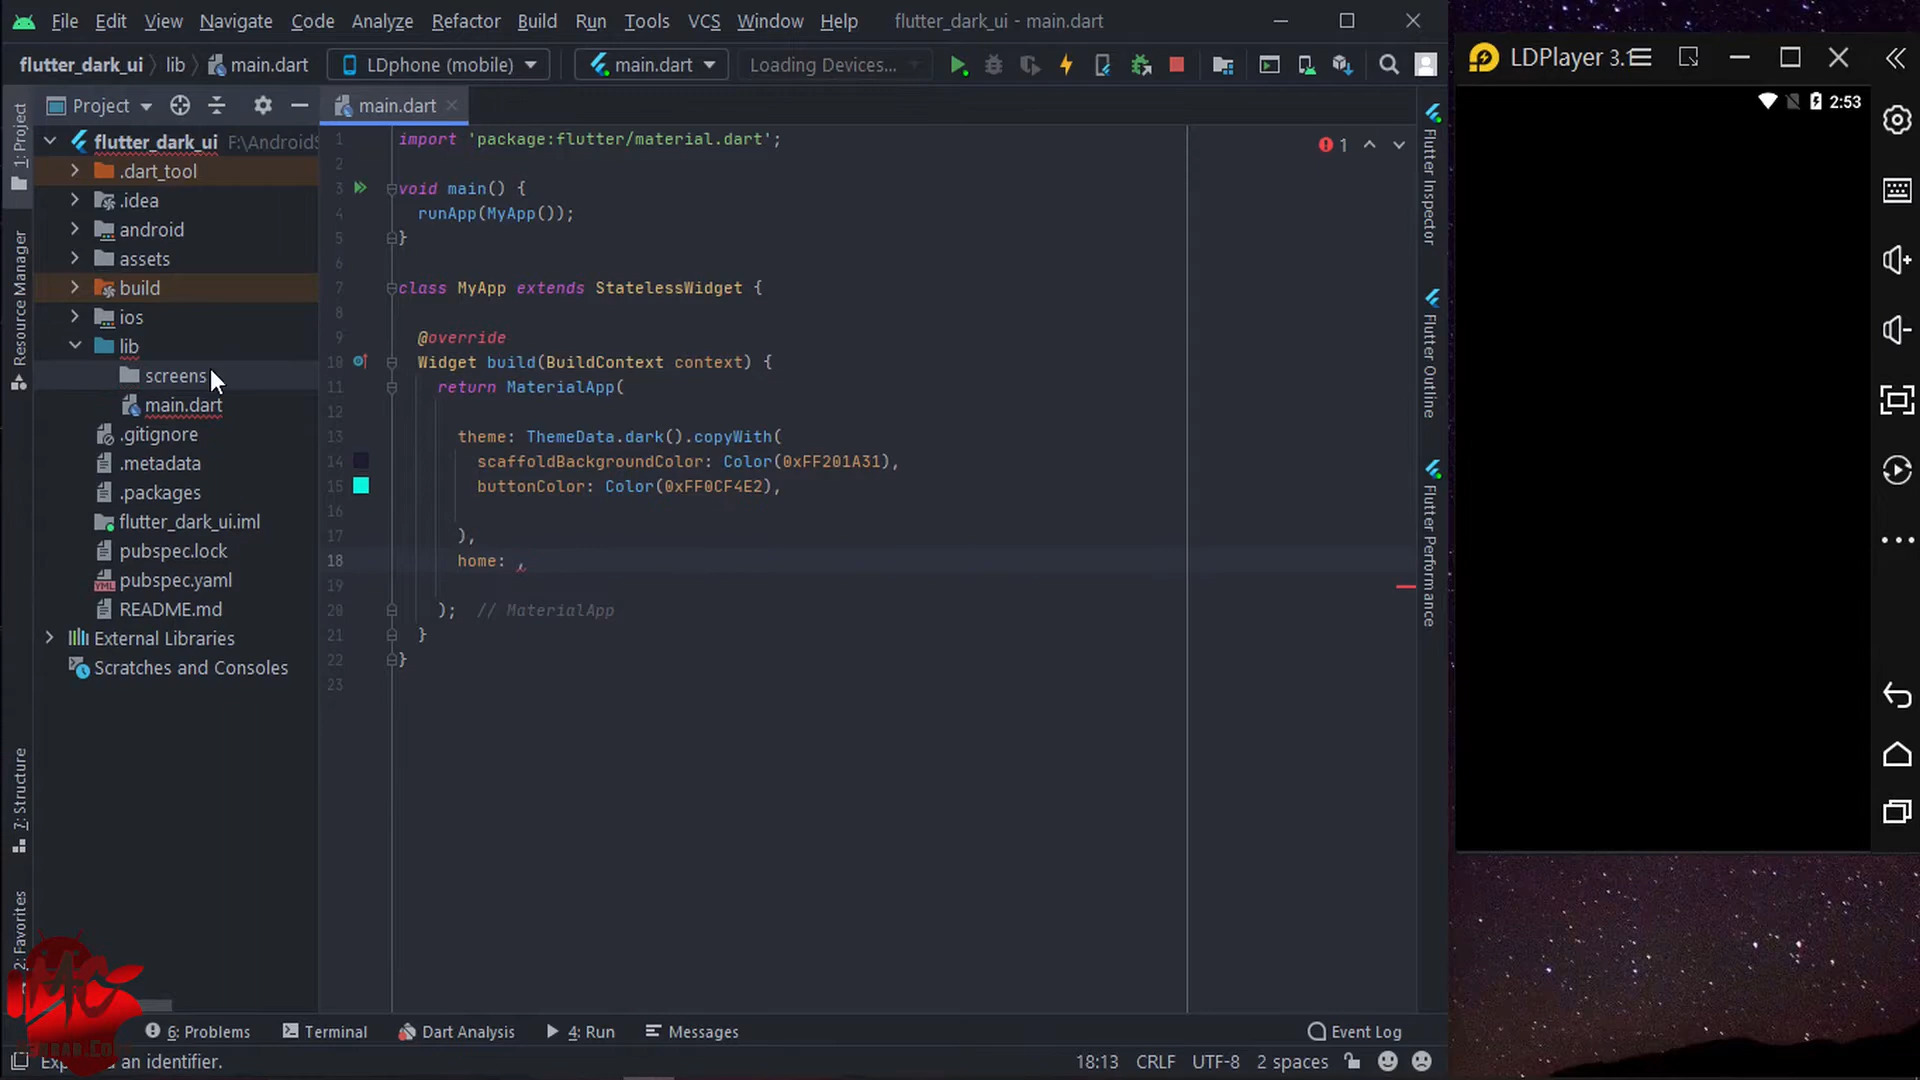 File Edit View Navigate Code Analyze Refactor Build Run Tools VCS Window Help flutter_dark_ui - main.dart
flutter_dark_ui lib main.dart LDphone (mobile) main.dart Loading Devices...
LDPlayer 3.1
2:53
Project
main.dart
1: Project
Resource Manager
7: Structure
2: Favorites
flutter_dark_ui F:\Android
.dart_tool
.idea
android
assets
build
ios
lib
screens
main.dart
.gitignore
.metadata
.packages
flutter_dark_ui.iml
pubspec.lock
pubspec.yaml
README.md
External Libraries
Scratches and Consoles
1 import 'package:flutter/material.dart';
2
3 void main() {
4 runApp(MyApp());
5 }
6
7 class MyApp extends StatelessWidget {
8
9 @override
10 Widget build(BuildContext context) {
11 return MaterialApp(
12
13 theme: ThemeData.dark().copyWith(
14 scaffoldBackgroundColor: Color(0xFF201A31),
15 buttonColor: Color(0xFF0CF4E2),
16
17 ),
18 home: ,
19
20 ); // MaterialApp
21 }
22 }
23
1
Flutter Inspector
Flutter Outline
Flutter Performance
6: Problems Terminal Dart Analysis 4: Run Messages Event Log
an identifier. 18:13 CRLF UTF-8 2 spaces